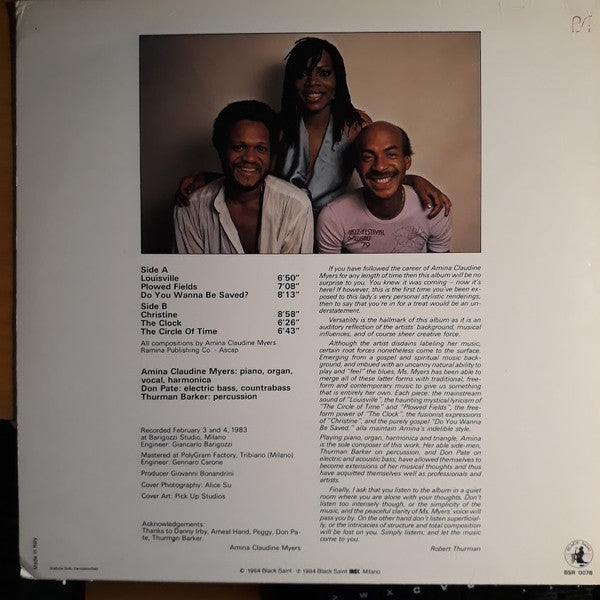 JAZZ FESTIVAL
79
Side A
Louisville 6'50"
Plowed Fields 7'08"
Do You Wanna Be Saved? 8'13"
Side B
Christine 8'58"
The Clock 6'26"
The Circle Of Time 6'43"
All compositions by Amina Claudine Myers
Ramina Publishing Co. - Ascap
Amina Claudine Myers: piano, organ,
vocal, harmonica
Don Pate: electric bass, countrabass
Thurman Barker: percussion
Recorded February 3 and 4, 1983
at Barigozzi Studio, Milano
Engineer: Giancarlo Barigozzi
Mastered at PolyGram Factory, Tribiano (Milano)
Engineer: Gennaro Carone
Producer Giovanni Bonandrini
Cover Photography: Alice Su
Cover Art: Pick Up Studios
Acknowledgements:
Thanks to Danny Irby, Ameal Hand, Peggy, Don Pa-
te, Thurman Barker.
Amina Claudine Myers
If you have followed the career of Amina Claudine
Myers for any length of time then this album will be no
surprise to you. You knew it was coming – now it's
here! If however, this is the first time you've been expo-
sed to this lady's very personal stylistic renderings,
then to say that you're in for a treat would be an un-
derstatement.
Versatility is the hallmark of this album as it is an
auditory reflection of the artists' background, musical
influences, and of course sheer creative force.
Although the artist disdains labeling her music,
certain root forces nonetheless come to the surface.
Emerging from a gospel and spiritual music back-
ground, and imbued with an uncanny natural ability to
play and "feel" the blues, Ms. Myers has been able to
merge all of these latter forms with traditional, free-
form and contemporary music to give us something
that is entirely her own. Each piece: the mainstream
sound of "Louisville", the haunting mystical lyricism of
"The Circle of Time" and "Plowed Fields", the free-
form power of "The Clock", the fusionist expressions
of "Christine", and the purely gospel "Do You Wanna
Be Saved," alla maintain Amina's indelible style.
Playing piano, organ, harmonica and triangle, Amina
is the sole composer of this work. Her able side-men,
Thurman Barker on percussion, and Don Pate on
electric and acoustic bass, have allowed themselves to
become extensions of her musical thoughts and thus
have acquitted themselves well as professionals and
artists.
Finally, I ask that you listen to the album in a quiet
room where you are alone with your thoughts. Don't
listen too intensely though, or the simplicity of
the music, and the peaceful clarity of Ms. Myers' voice will
pass you by. On the other hand don't listen superficial-
ly, or the intricacies of structure and total composition
will be lost on you. Simply listen; and let the music
come to you.
Robert Thurman
Made in Italy
© 1984 Black Saint ℗ 1984 Black Saint IREC Milano
BLACK SAINT
BSR 0078